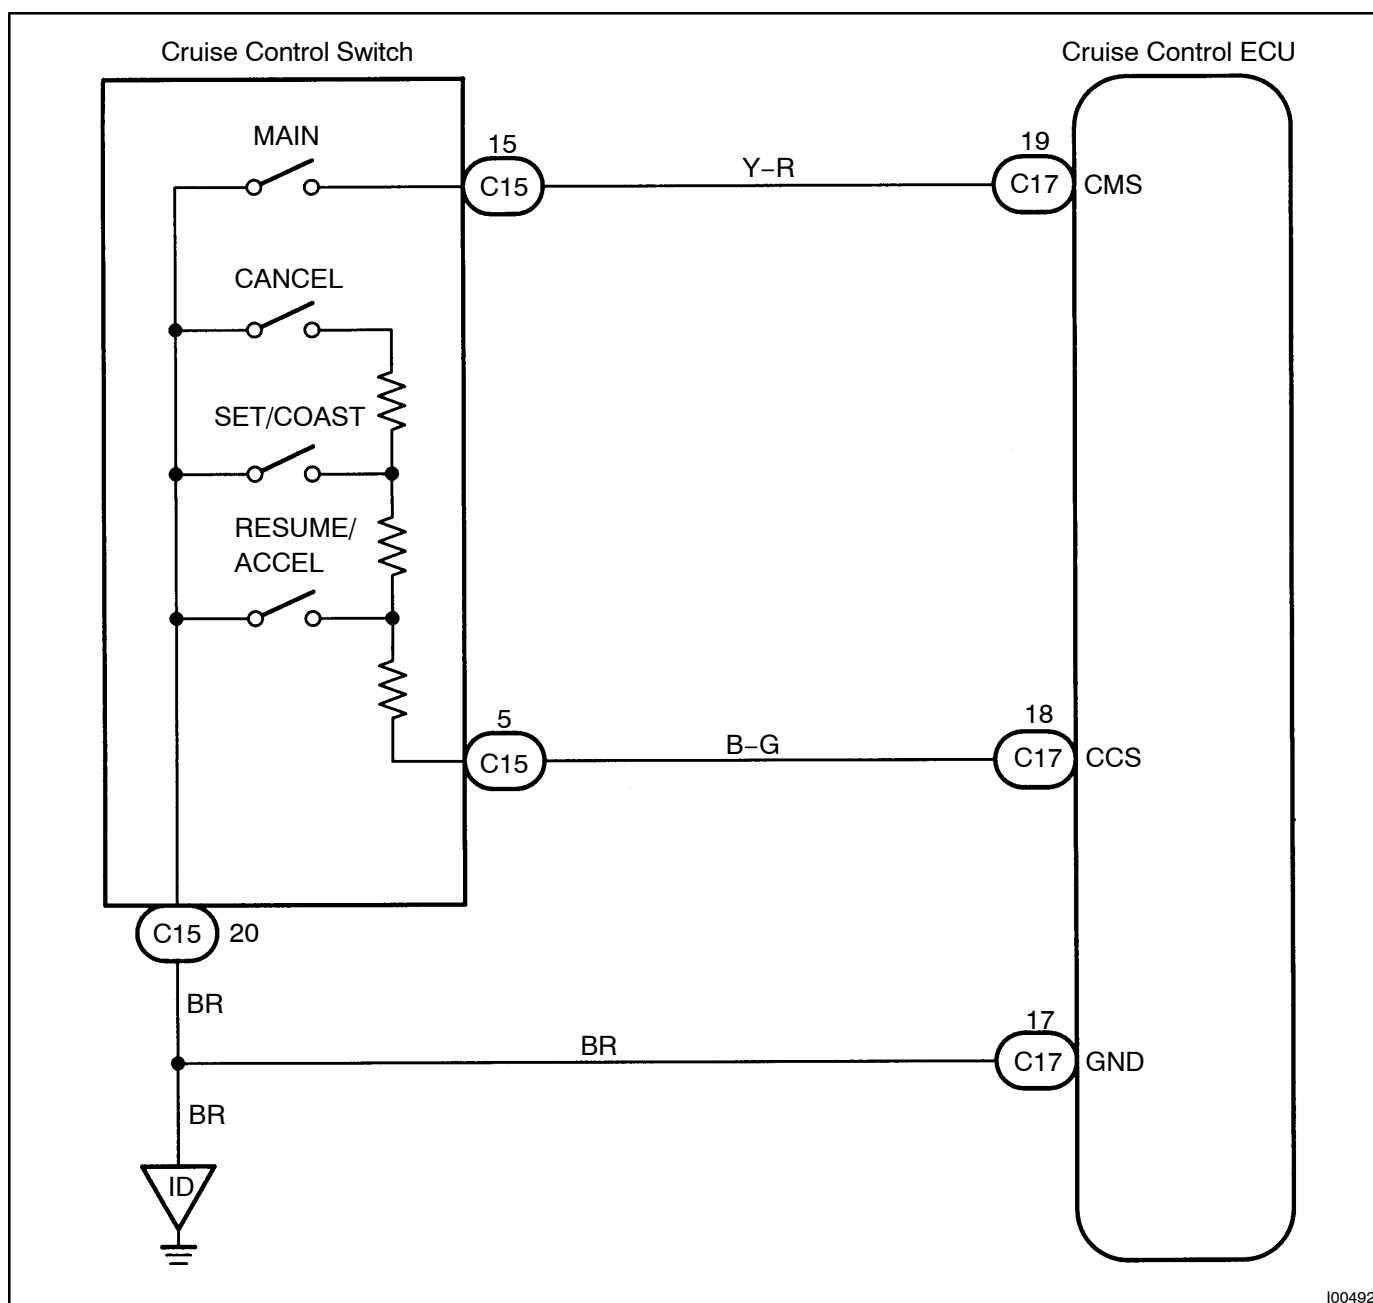 Cruise Control Switch
Cruise Control ECU
MAIN
15
C15
Y–R
19
C17
CMS
CANCEL
SET/COAST
RESUME/
ACCEL
5
C15
B–G
18
C17
CCS
C15
20
BR
BR
17
C17
GND
BR
ID
I00492